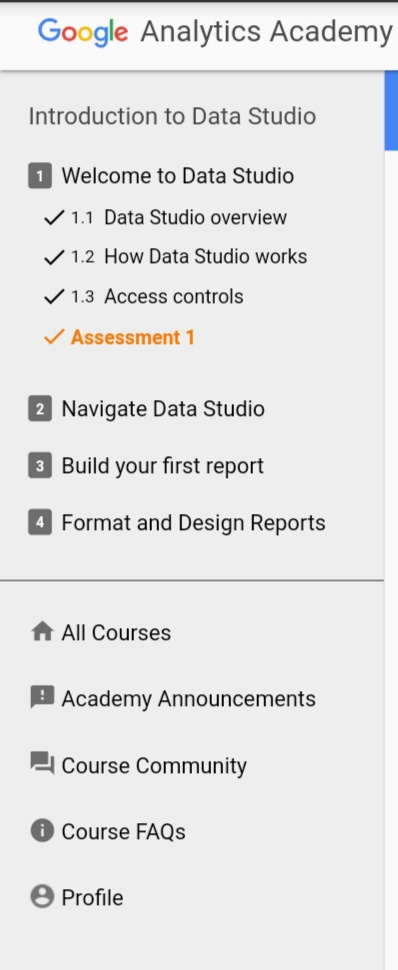 Google Analytics Academy
Introduction to Data Studio
1 Welcome to Data Studio
1.1 Data Studio overview
1.2 How Data Studio works
1.3 Access controls
Assessment 1
2 Navigate Data Studio
3 Build your first report
4 Format and Design Reports
All Courses
Academy Announcements
Course Community
Course FAQs
Profile